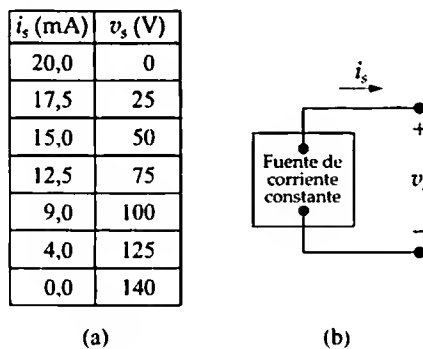 i_s (mA) v_s (V)
20,0 0
17,5 25
15,0 50
12,5 75
9,0 100
4,0 125
0,0 140
(a)
i_s
Fuente de
corriente
constante
+
v_s
−
(b)